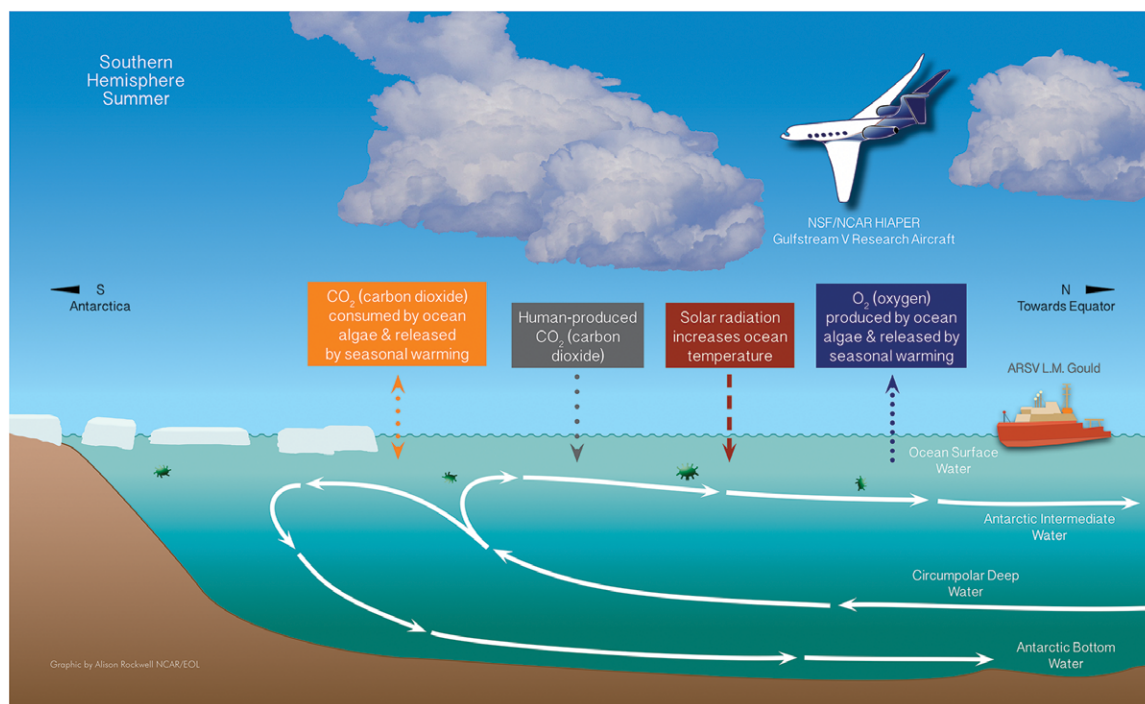 Southern
Hemisphere
Summer
NSF/NCAR HIAPER
Gulfstream V Research Aircraft
S
Antarctica
N
Towards Equator
CO₂ (carbon dioxide)
consumed by ocean
algae & released
by seasonal warming
Human-produced
CO₂ (carbon
dioxide)
Solar radiation
increases ocean
temperature
O₂ (oxygen)
produced by ocean
algae & released by
seasonal warming
ARSV L.M. Gould
Ocean Surface
Water
Antarctic Intermediate
Water
Circumpolar Deep
Water
Antarctic Bottom
Water
Graphic by Alison Rockwell NCAR/EOL